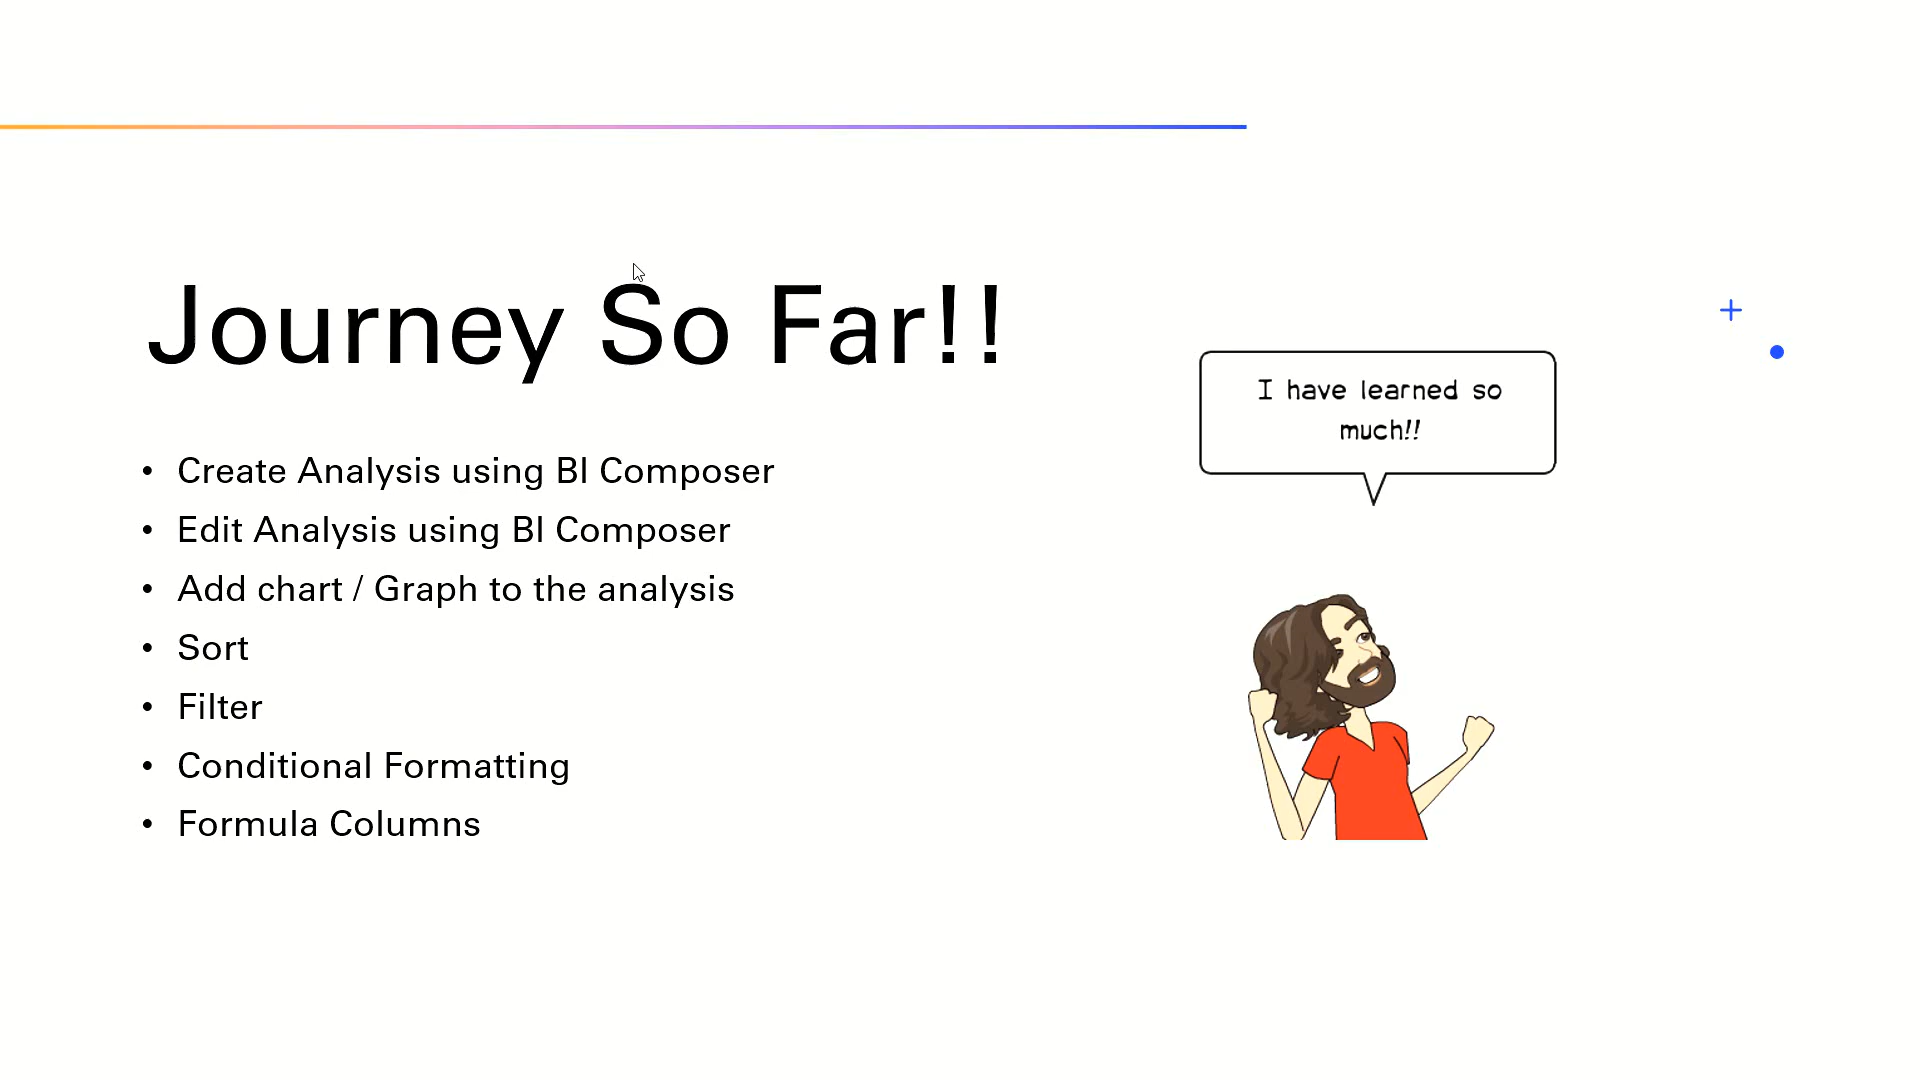 Journey So Far!!
• Create Analysis using BI Composer
• Edit Analysis using BI Composer
• Add chart / Graph to the analysis
• Sort
• Filter
• Conditional Formatting
• Formula Columns
I have learned so
much!!